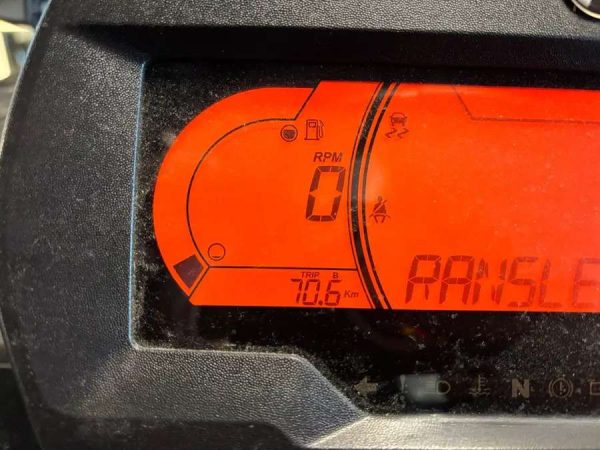 RPM
0
TRIP B
70.6 Km
RANSLE
N